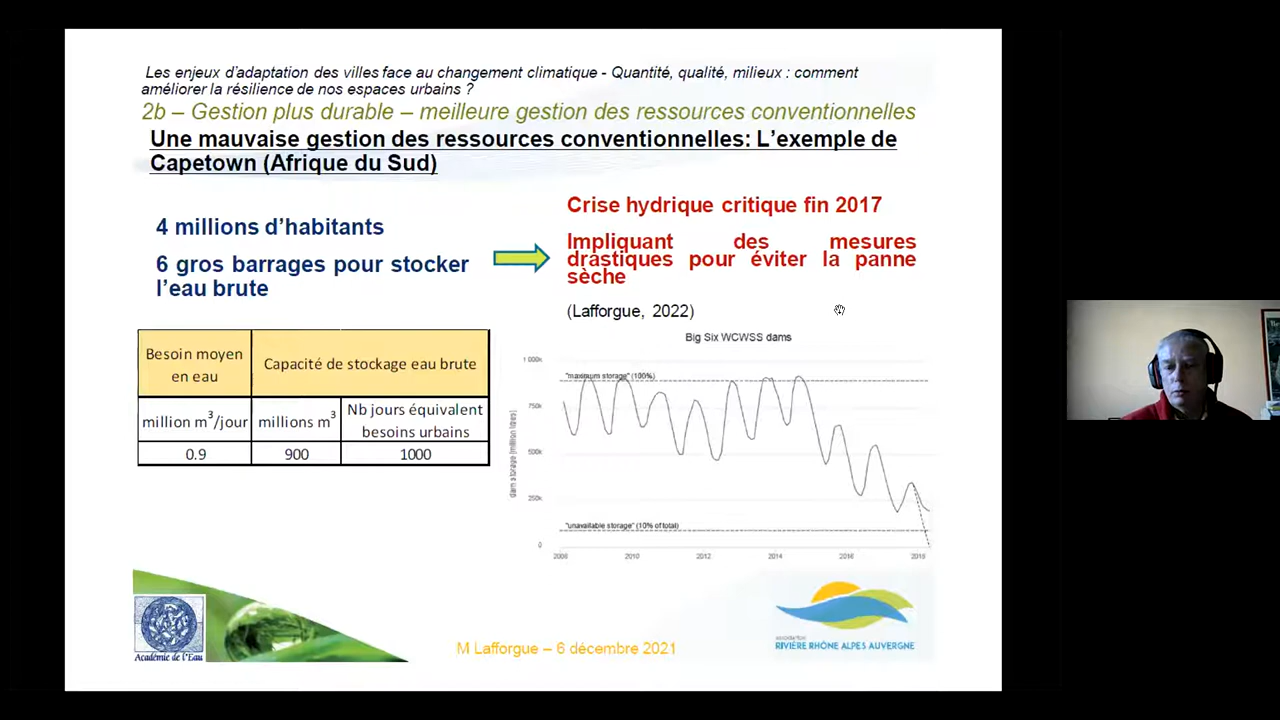 Les enjeux d'adaptation des villes face au changement climatique - Quantité, qualité, milieux : comment
améliorer la résilience de nos espaces urbains ?
2b – Gestion plus durable – meilleure gestion des ressources conventionnelles
Une mauvaise gestion des ressources conventionnelles: L'exemple de
Capetown (Afrique du Sud)
4 millions d'habitants
6 gros barrages pour stocker
l'eau brute
Crise hydrique critique fin 2017
Impliquant des mesures
drastiques pour éviter la panne
sèche
(Lafforgue, 2022)
Besoin moyen
en eau
Capacité de stockage eau brute
million m³/jour
millions m³
Nb jours équivalent
besoins urbains
0.9
900
1000
Big Six WCWSS dams
1 000k
"maximum storage" (100%)
750k
500k
250k
"unavailable storage" (10% of total)
0
dam storage [million litres]
2008 2010 2012 2014 2016 2018
Académie de l'Eau
M Lafforgue – 6 décembre 2021
ASSOCIATION
RIVIÈRE RHÔNE ALPES AUVERGNE